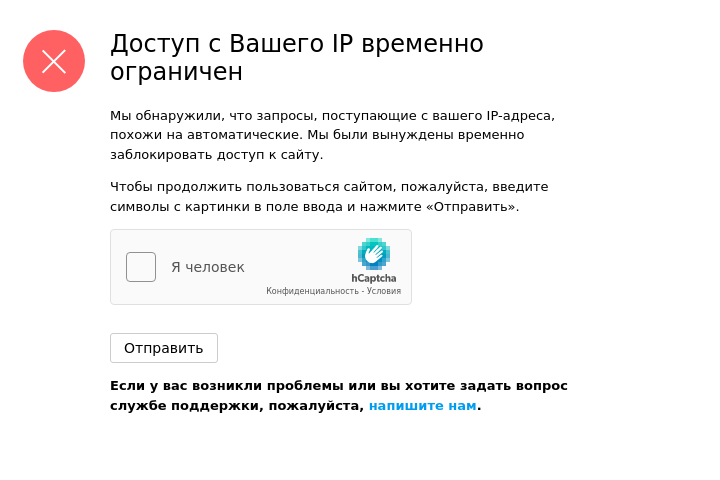 Доступ с Вашего IP временно
ограничен
Мы обнаружили, что запросы, поступающие с вашего IP-адреса,
похожи на автоматические. Мы были вынуждены временно
заблокировать доступ к сайту.
Чтобы продолжить пользоваться сайтом, пожалуйста, введите
символы с картинки в поле ввода и нажмите «Отправить».
Я человек
hCaptcha
Конфиденциальность - Условия
Отправить
Если у вас возникли проблемы или вы хотите задать вопрос
службе поддержки, пожалуйста, напишите нам.